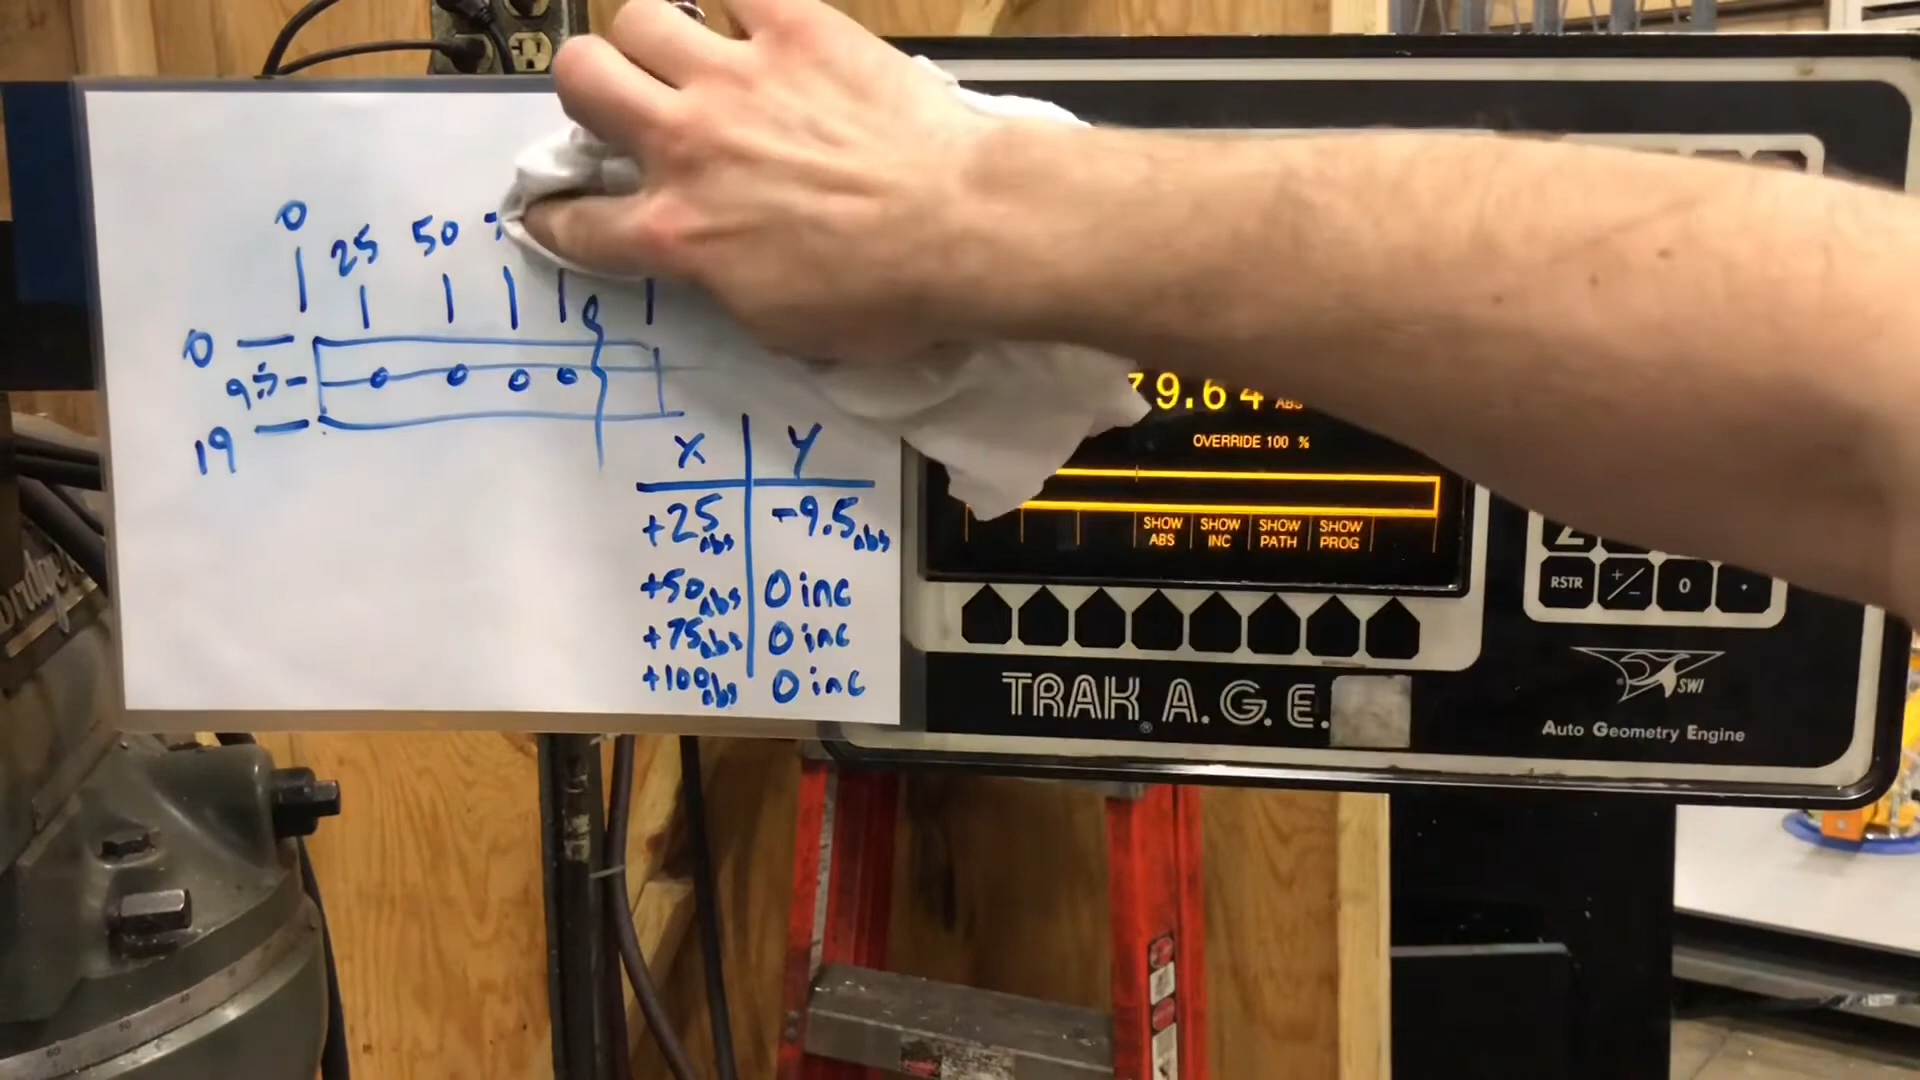 0
25 50
0
9.5
19
X Y
+25abs -9.5abs
+50abs 0 inc
+75abs 0 inc
+100abs 0 inc
9.64 ABS
OVERRIDE 100 %
SHOW ABS
SHOW INC
SHOW PATH
SHOW PROG
RSTR +/- 0 .
TRAK® A.G.E.
SWI
Auto Geometry Engine